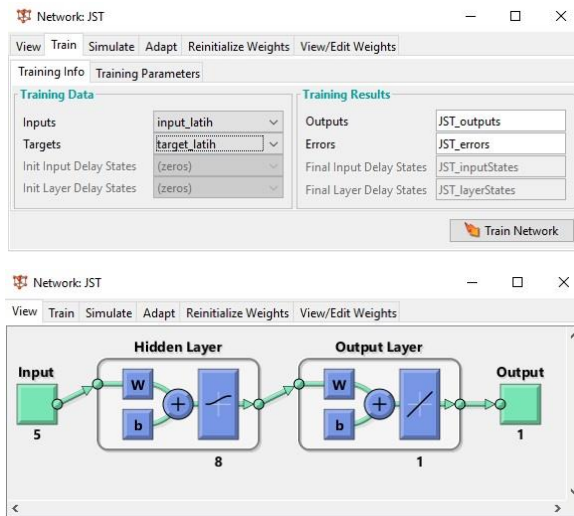 Network: JST
View Train Simulate Adapt Reinitialize Weights View/Edit Weights
Training Info Training Parameters
Training Data
Inputs input_latih
Targets target_latih
Init Input Delay States (zeros)
Init Layer Delay States (zeros)
Training Results
Outputs JST_outputs
Errors JST_errors
Final Input Delay States JST_inputStates
Final Layer Delay States JST_layerStates
Train Network
Network: JST
View Train Simulate Adapt Reinitialize Weights View/Edit Weights
Hidden Layer Output Layer
Input Output
W W
b b
+ +
5 1
8 1